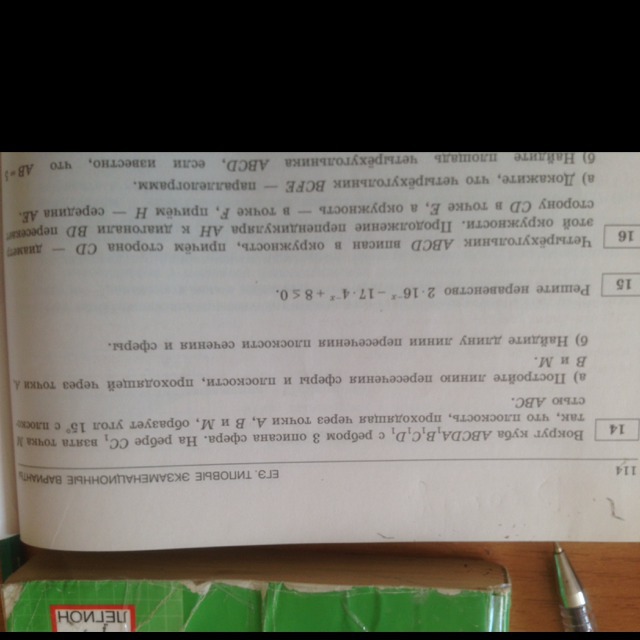 114
ЕГЭ. ТИПОВЫЕ ЭКЗАМЕНАЦИОННЫЕ ВАРИАНТЫ
14
Вокруг куба ABCDA₁B₁C₁D₁ с ребром 3 описана сфера. На ребре CC₁ взята точка M
так, что плоскость, проходящая через точки A, B и M, образует угол 15° с плоско-
стью ABC.
а) Постройте линию пересечения сферы и плоскости, проходящей через точки A,
B и M.
б) Найдите длину линии пересечения плоскости сечения и сферы.
15
Решите неравенство 2·16⁻ˣ −17·4⁻ˣ +8 ≤ 0.
16
Четырёхугольник ABCD вписан в окружность, причём сторона CD — диаметр
этой окружности. Продолжение перпендикуляра AH к диагонали BD пересекает
сторону CD в точке E, а окружность — в точке F, причём H — середина AE.
а) Докажите, что четырёхугольник BCFE — параллелограмм.
б) Найдите площадь четырёхугольника ABCD, если известно, что AB=
ЛЕГИОН